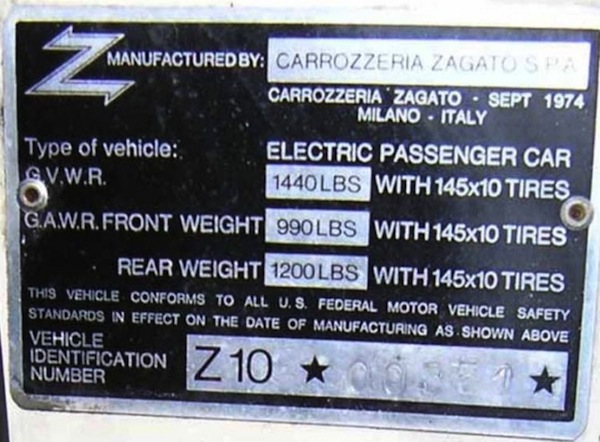 MANUFACTURED BY: CARROZZERIA ZAGATO S.P.A
CARROZZERIA ZAGATO - SEPT 1974
MILANO - ITALY
Type of vehicle: ELECTRIC PASSENGER CAR
G.V.W.R. 1440 LBS WITH 145x10 TIRES
G.A.W.R. FRONT WEIGHT 990 LBS WITH 145x10 TIRES
REAR WEIGHT 1200 LBS WITH 145x10 TIRES
THIS VEHICLE CONFORMS TO ALL U.S. FEDERAL MOTOR VEHICLE SAFETY
STANDARDS IN EFFECT ON THE DATE OF MANUFACTURING AS SHOWN ABOVE
VEHICLE
IDENTIFICATION
NUMBER
Z10 ★ ★